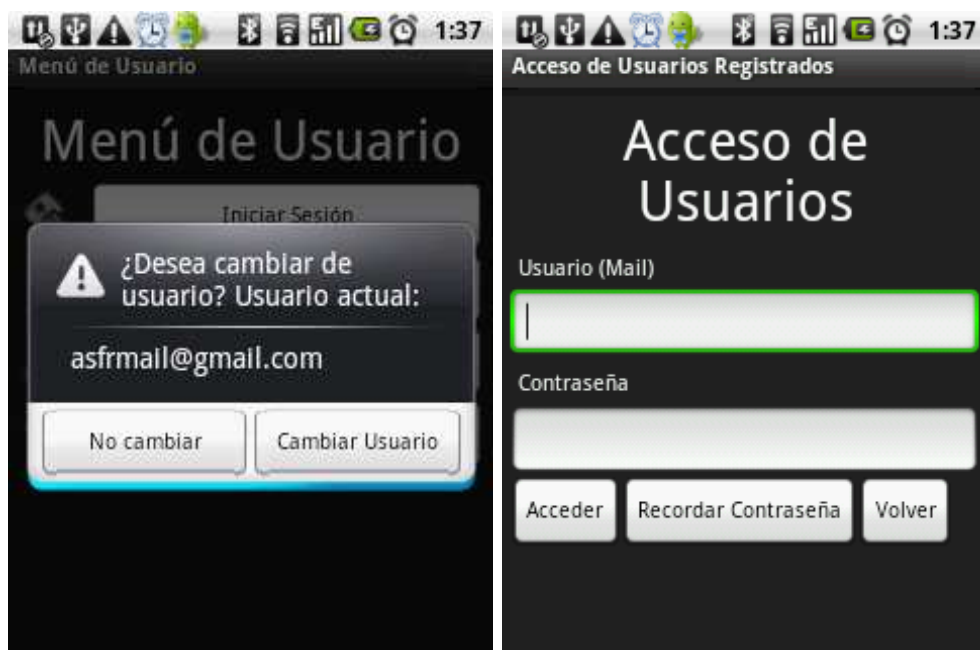 1:37
Menú de Usuario
Menú de Usuario
Iniciar Sesión
¿Desea cambiar de
usuario? Usuario actual:
asfrmail@gmail.com
No cambiar
Cambiar Usuario
1:37
Acceso de Usuarios Registrados
Acceso de
Usuarios
Usuario (Mail)
Contraseña
Acceder
Recordar Contraseña
Volver